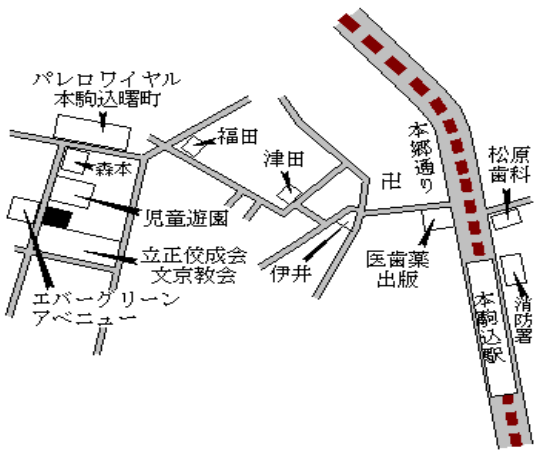 パレロワイヤル
本駒込曙町
森本
児童遊園
立正佼成会
文京教会
エバーグリーン
アベニュー
福田
津田
伊井
卍
医歯薬
出版
本郷通り
松原
歯科
消防署
本駒込駅